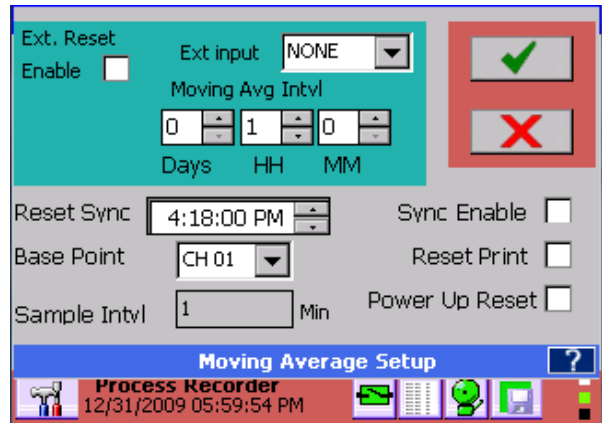 Ext. Reset
Enable
Ext input NONE
Moving Avg Intvl
0 1 0
Days HH MM
Reset Sync 4:18:00 PM Sync Enable
Base Point CH 01 Reset Print
Sample Intvl 1 Min Power Up Reset
Moving Average Setup ?
Process Recorder
12/31/2009 05:59:54 PM